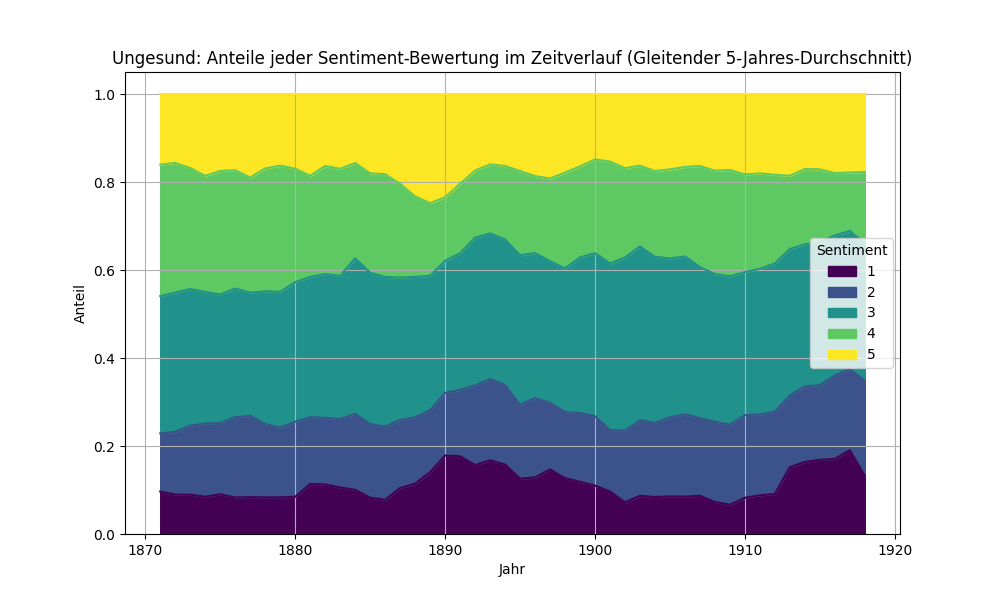 Ungesund: Anteile jeder Sentiment-Bewertung im Zeitverlauf (Gleitender 5-Jahres-Durchschnitt)
1.0
0.8
0.6
0.4
0.2
0.0
Anteil
Sentiment
1
2
3
4
5
1870 1880 1890 1900 1910 1920
Jahr